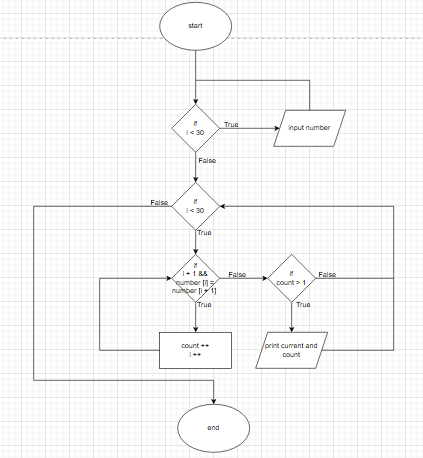 start
if
i < 30
True
input number
False
if
i < 30
False
True
if
i + 1 &&
number [i] =
number [i + 1]
False
if
count > 1
False
True
True
count ++
i ++
print current and
count
end